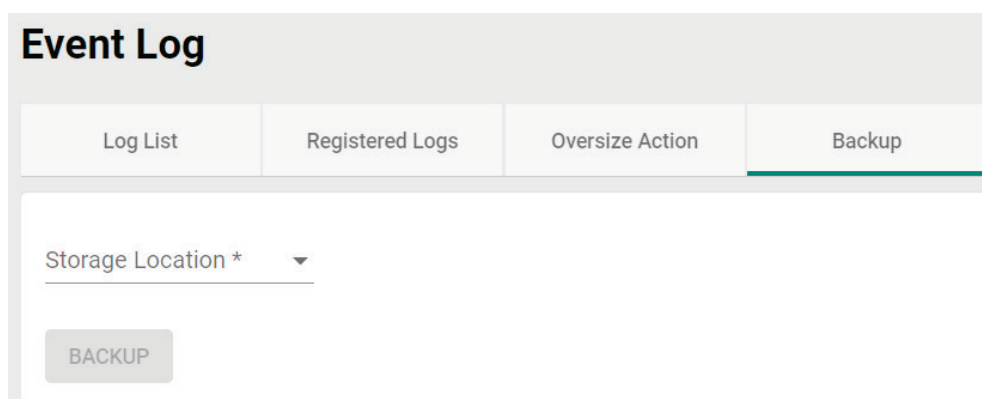 Event Log
Log List Registered Logs Oversize Action Backup
Storage Location *
BACKUP